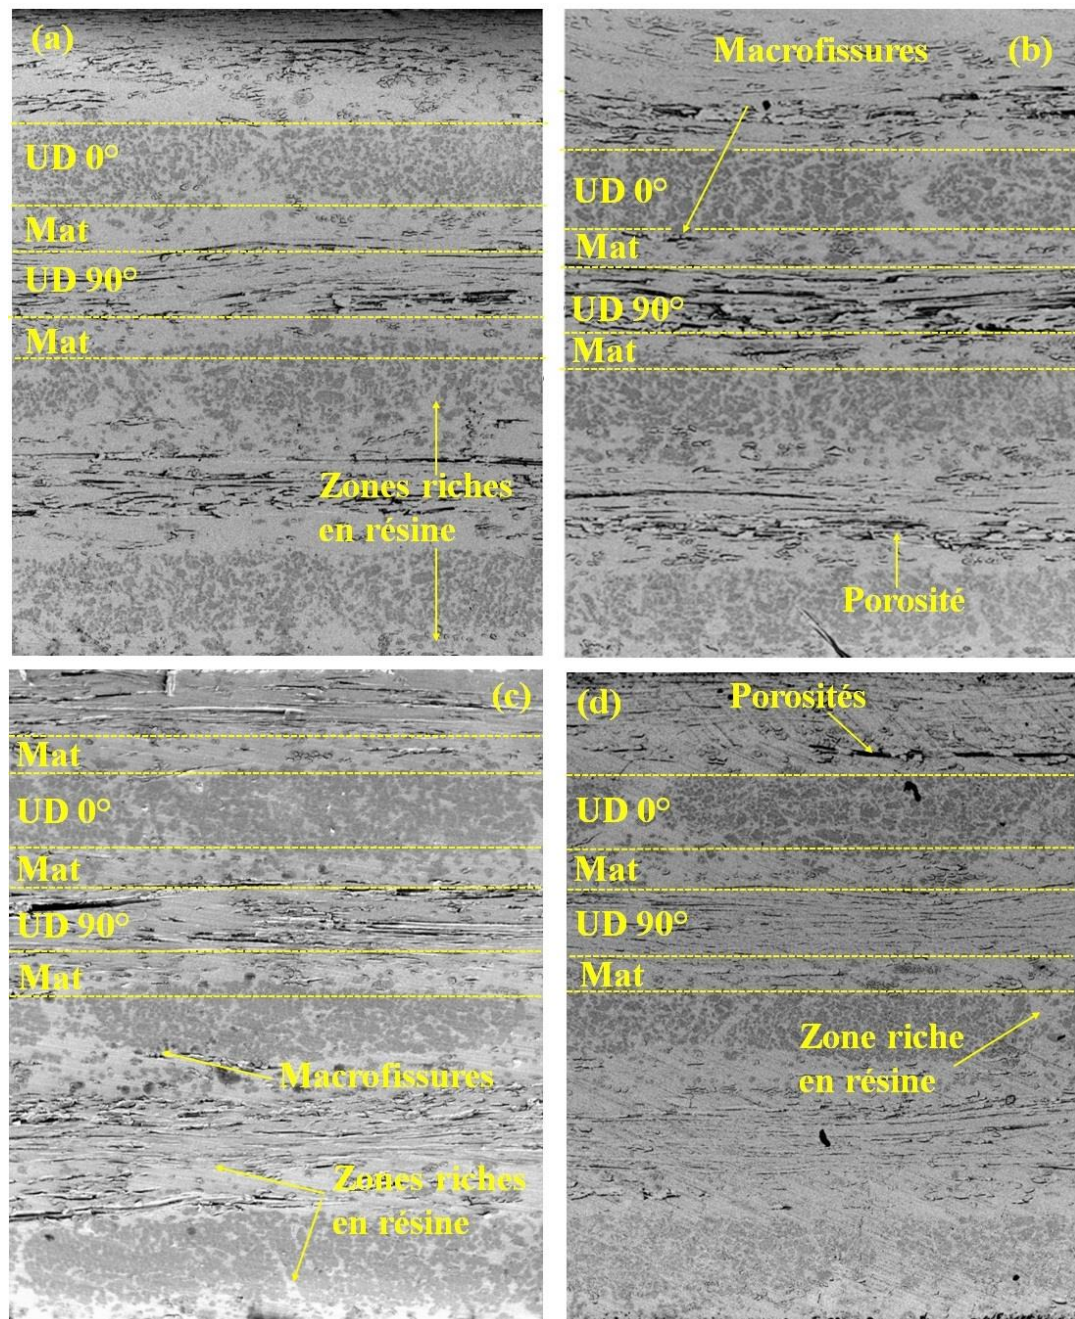 (a)
UD 0°
Mat
UD 90°
Mat
Zones riches
en résine
Macrofissures
(b)
UD 0°
Mat
UD 90°
Mat
Porosité
(c)
Mat
UD 0°
Mat
UD 90°
Mat
Macrofissures
Zones riches
en résine
Porosités
(d)
UD 0°
Mat
UD 90°
Mat
Zone riche
en résine